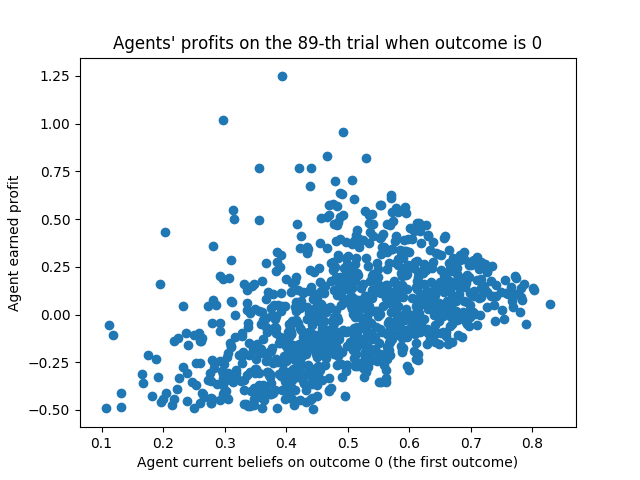 Agents' profits on the 89-th trial when outcome is 0
1.25
1.00
0.75
0.50
0.25
0.00
−0.25
−0.50
Agent earned profit
0.1 0.2 0.3 0.4 0.5 0.6 0.7 0.8
Agent current beliefs on outcome 0 (the first outcome)